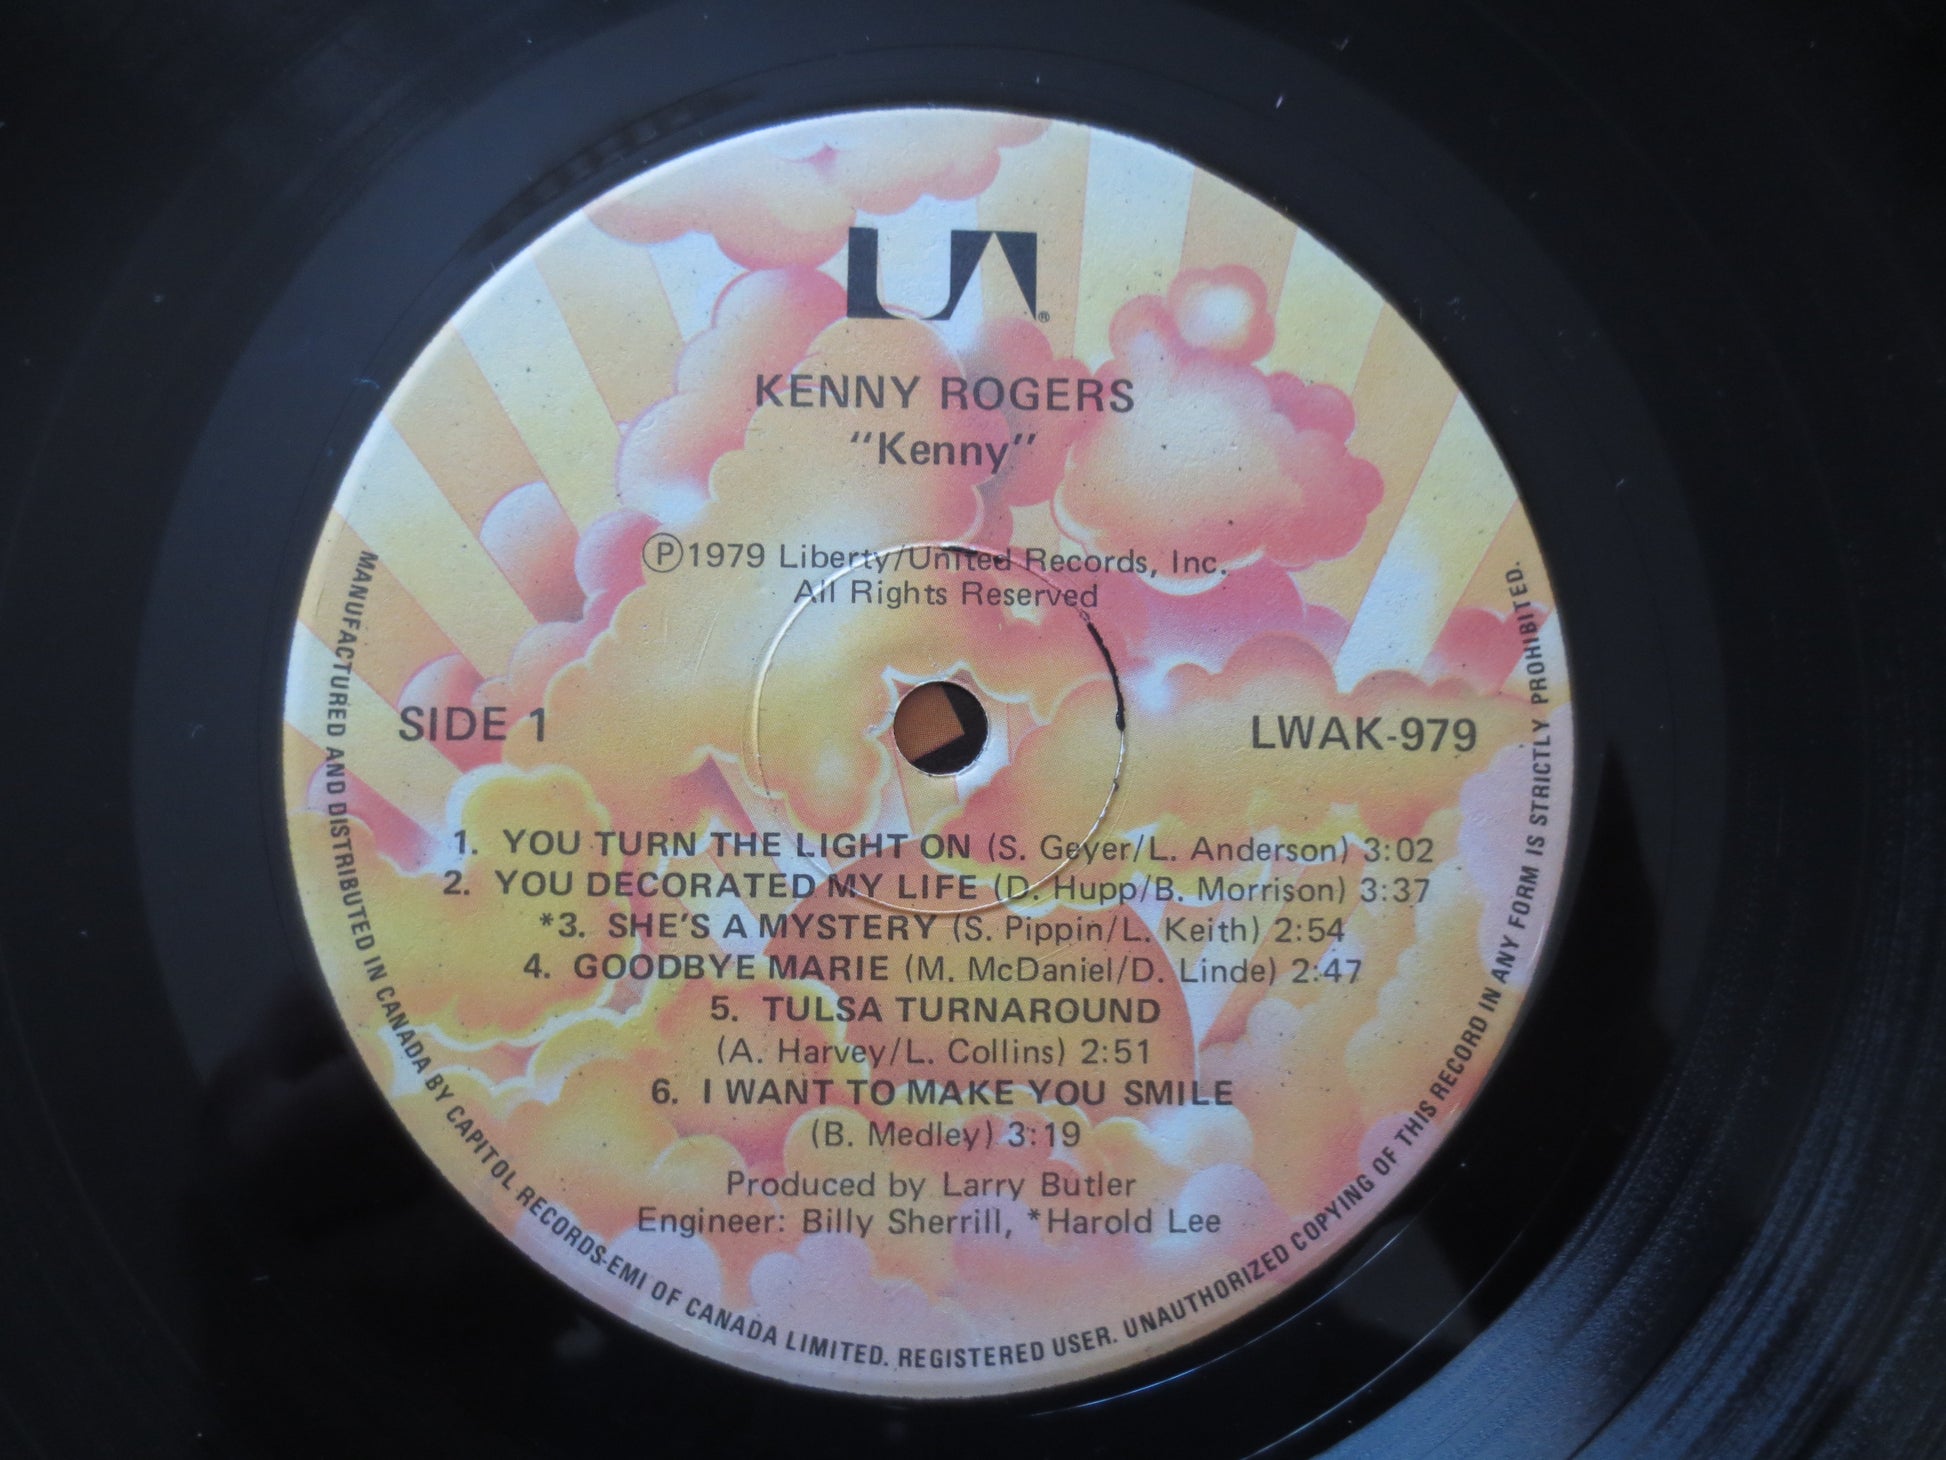 UA®
KENNY ROGERS
"Kenny"
Ⓟ1979 Liberty/United Records, Inc.
All Rights Reserved
SIDE 1
LWAK-979
1. YOU TURN THE LIGHT ON (S. Geyer/L. Anderson) 3:02
2. YOU DECORATED MY LIFE (D. Hupp/B. Morrison) 3:37
*3. SHE'S A MYSTERY (S. Pippin/L. Keith) 2:54
4. GOODBYE MARIE (M. McDaniel/D. Linde) 2:47
5. TULSA TURNAROUND
(A. Harvey/L. Collins) 2:51
6. I WANT TO MAKE YOU SMILE
(B. Medley) 3:19
Produced by Larry Butler
Engineer: Billy Sherrill, *Harold Lee
MANUFACTURED AND DISTRIBUTED IN CANADA BY CAPITOL RECORDS-EMI OF CANADA LIMITED. REGISTERED USER. UNAUTHORIZED COPYING OF THIS RECORD IN ANY FORM IS STRICTLY PROHIBITED.